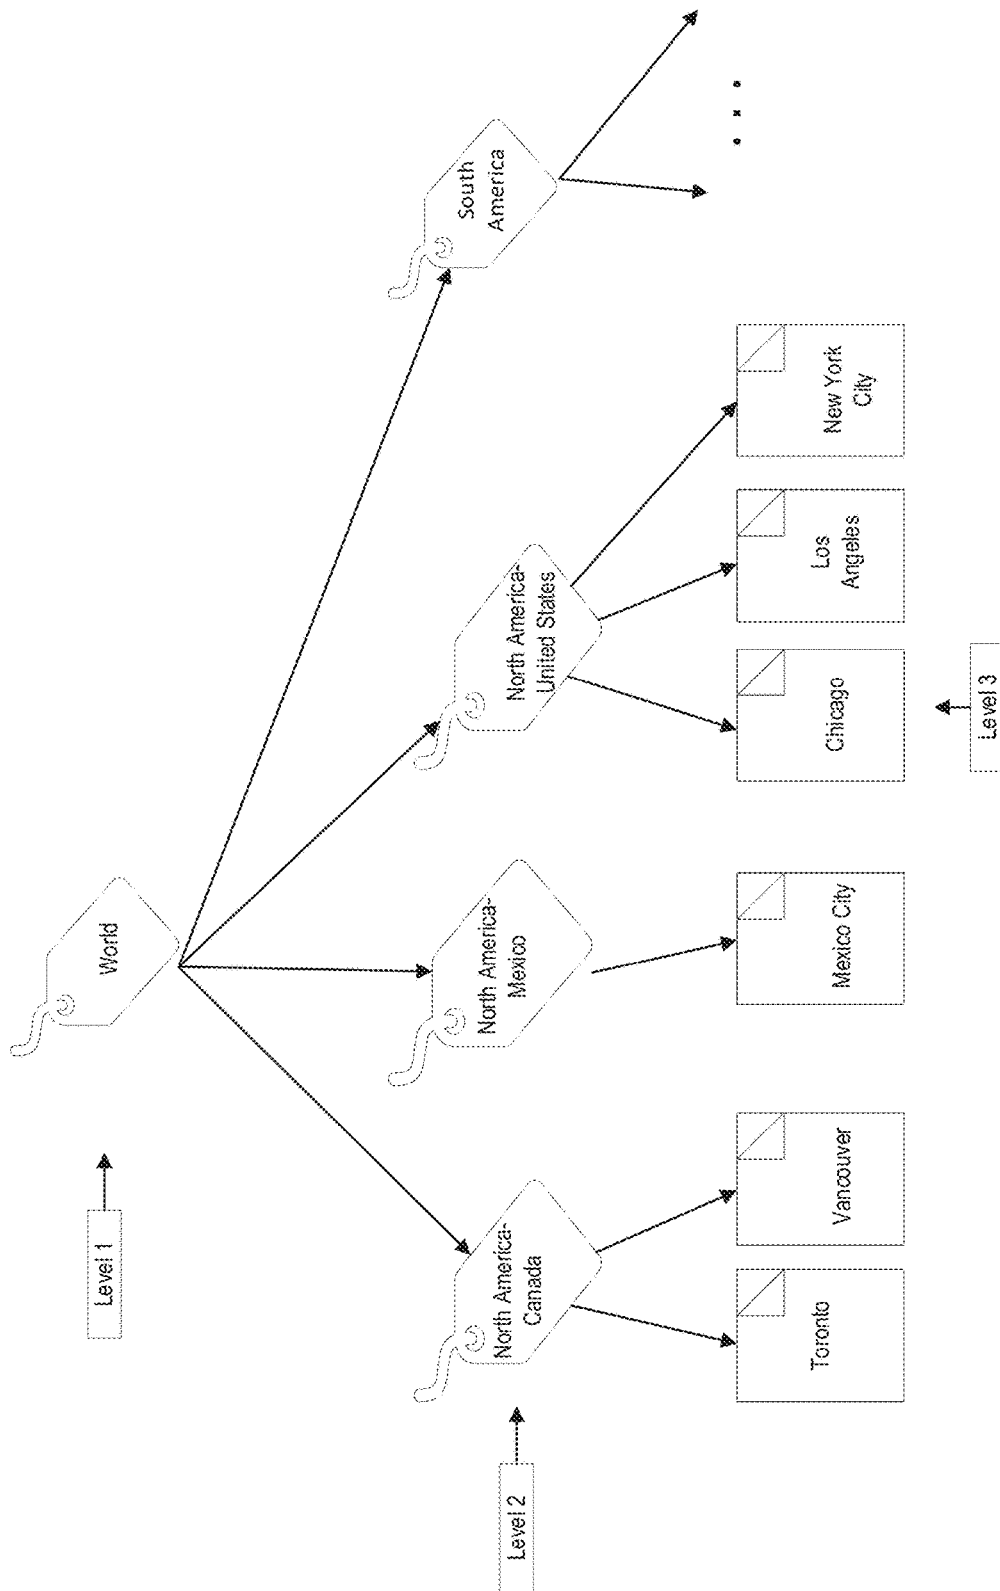 Level 1
World
Level 2
North America-
Canada
North America-
Mexico
North America-
United States
South
America
Toronto
Vancouver
Mexico City
Chicago
Los
Angeles
New York
City
Level 3